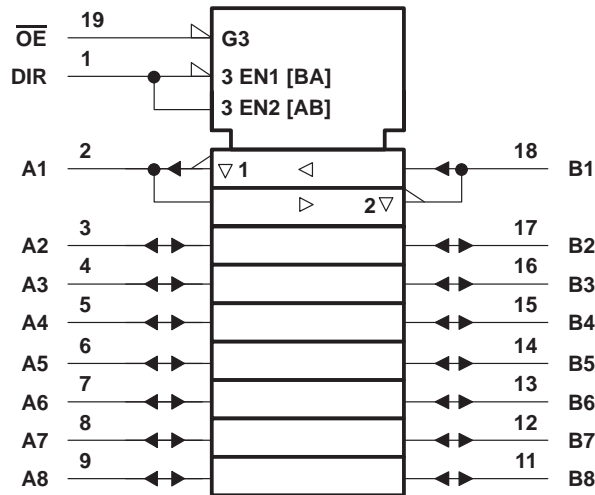 OE 19 G3
DIR 1 3 EN1 [BA]
3 EN2 [AB]
A1 2 ▽ 1 ◁ 18 B1
▷ 2 ▽
A2 3 17 B2
A3 4 16 B3
A4 5 15 B4
A5 6 14 B5
A6 7 13 B6
A7 8 12 B7
A8 9 11 B8